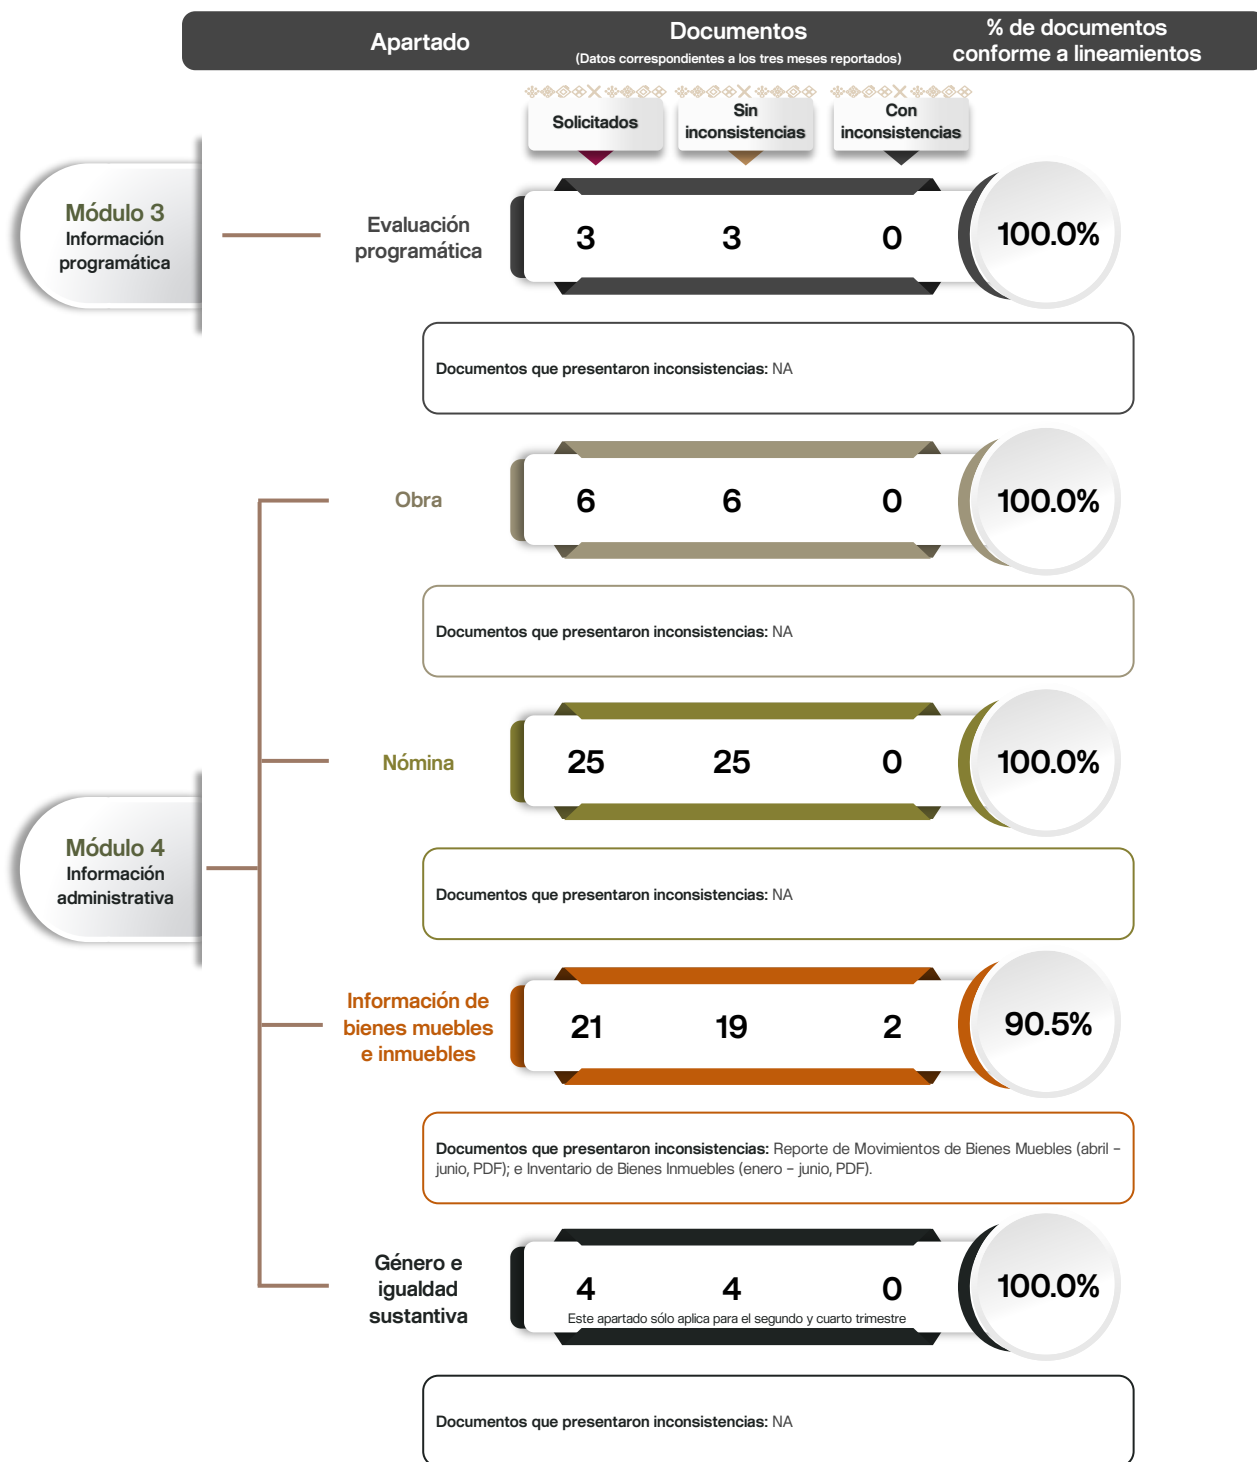 Apartado
Documentos
(Datos correspondientes a los tres meses reportados)
% de documentos
conforme a lineamientos
Solicitados
Sin
inconsistencias
Con
inconsistencias
Módulo 3
Información
programática
Evaluación
programática
3 3 0 100.0%
Documentos que presentaron inconsistencias: NA
Obra
6 6 0 100.0%
Documentos que presentaron inconsistencias: NA
Nómina
25 25 0 100.0%
Documentos que presentaron inconsistencias: NA
Módulo 4
Información
administrativa
Información de
bienes muebles
e inmuebles
21 19 2 90.5%
Documentos que presentaron inconsistencias: Reporte de Movimientos de Bienes Muebles (abril –
junio, PDF); e Inventario de Bienes Inmuebles (enero – junio, PDF).
Género e
igualdad
sustantiva
4 4 0 100.0%
Este apartado sólo aplica para el segundo y cuarto trimestre
Documentos que presentaron inconsistencias: NA